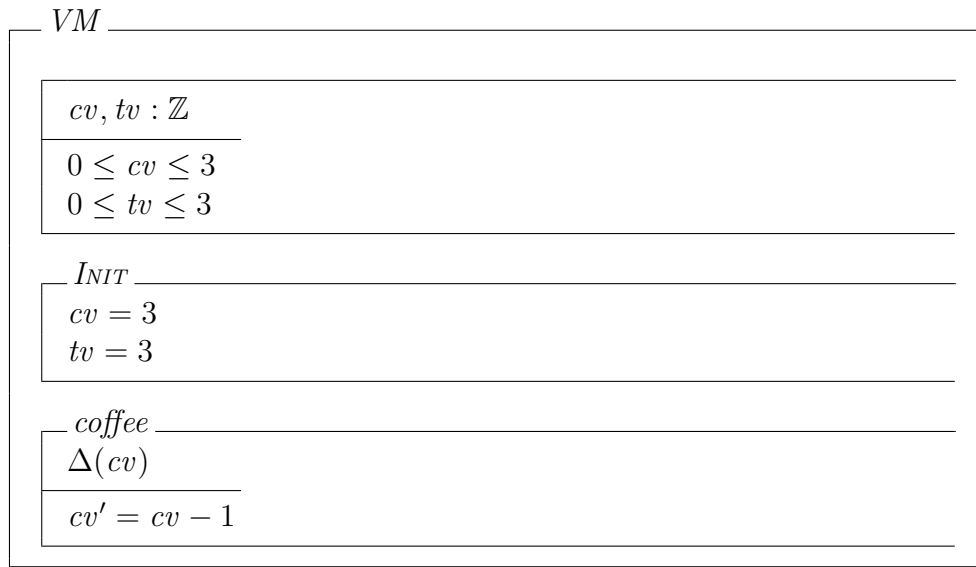 VM
cv, tv : ℤ
0 ≤ cv ≤ 3
0 ≤ tv ≤ 3
INIT
cv = 3
tv = 3
coffee
Δ(cv)
cv′ = cv − 1